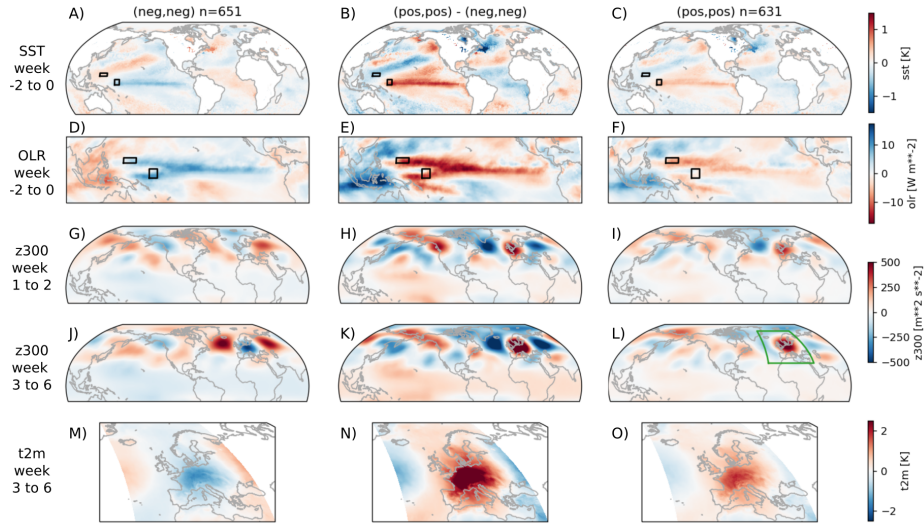 (neg,neg) n=651
(pos,pos) - (neg,neg)
(pos,pos) n=631
A)
B)
C)
SST
week
-2 to 0
1
0
−1
sst [K]
D)
E)
F)
OLR
week
-2 to 0
10
0
−10
olr [W m**-2]
G)
H)
I)
z300
week
1 to 2
J)
K)
L)
z300
week
3 to 6
500
250
0
−250
−500
z300 [m**2 s**-2]
M)
N)
O)
t2m
week
3 to 6
2
0
−2
t2m [K]